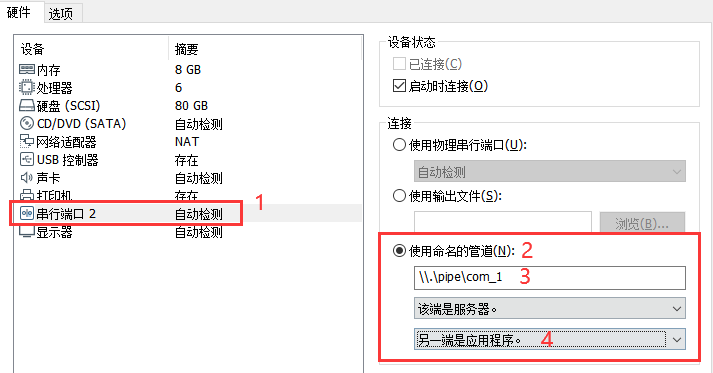 硬件 选项
设备 摘要
内存 8 GB
处理器 6
硬盘 (SCSI) 80 GB
CD/DVD (SATA) 自动检测
网络适配器 NAT
USB 控制器 存在
声卡 自动检测
打印机 存在
串行端口 2 自动检测 1
显示器 自动检测
设备状态
已连接(C)
启动时连接(O)
连接
使用物理串行端口(U):
自动检测
使用输出文件(S):
浏览(B)...
使用命名的管道(N): 2
\\.\pipe\com_1 3
该端是服务器。
另一端是应用程序。 4